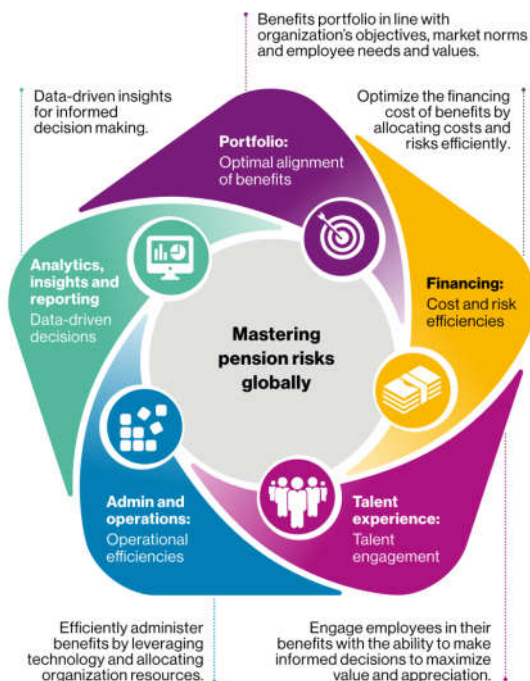 Benefits portfolio in line with
organization's objectives, market norms
and employee needs and values.
Data-driven insights
for informed
decision making.
Optimize the financing
cost of benefits by
allocating costs and
risks efficiently.
Portfolio:
Optimal alignment
of benefits
Analytics,
insights and
reporting
Data-driven
decisions
Financing:
Cost and risk
efficiencies
Mastering
pension risks
globally
Admin and
operations:
Operational
efficiencies
Talent
experience:
Talent
engagement
Efficiently administer
benefits by leveraging
technology and allocating
organization resources.
Engage employees in their
benefits with the ability to make
informed decisions to maximize
value and appreciation.